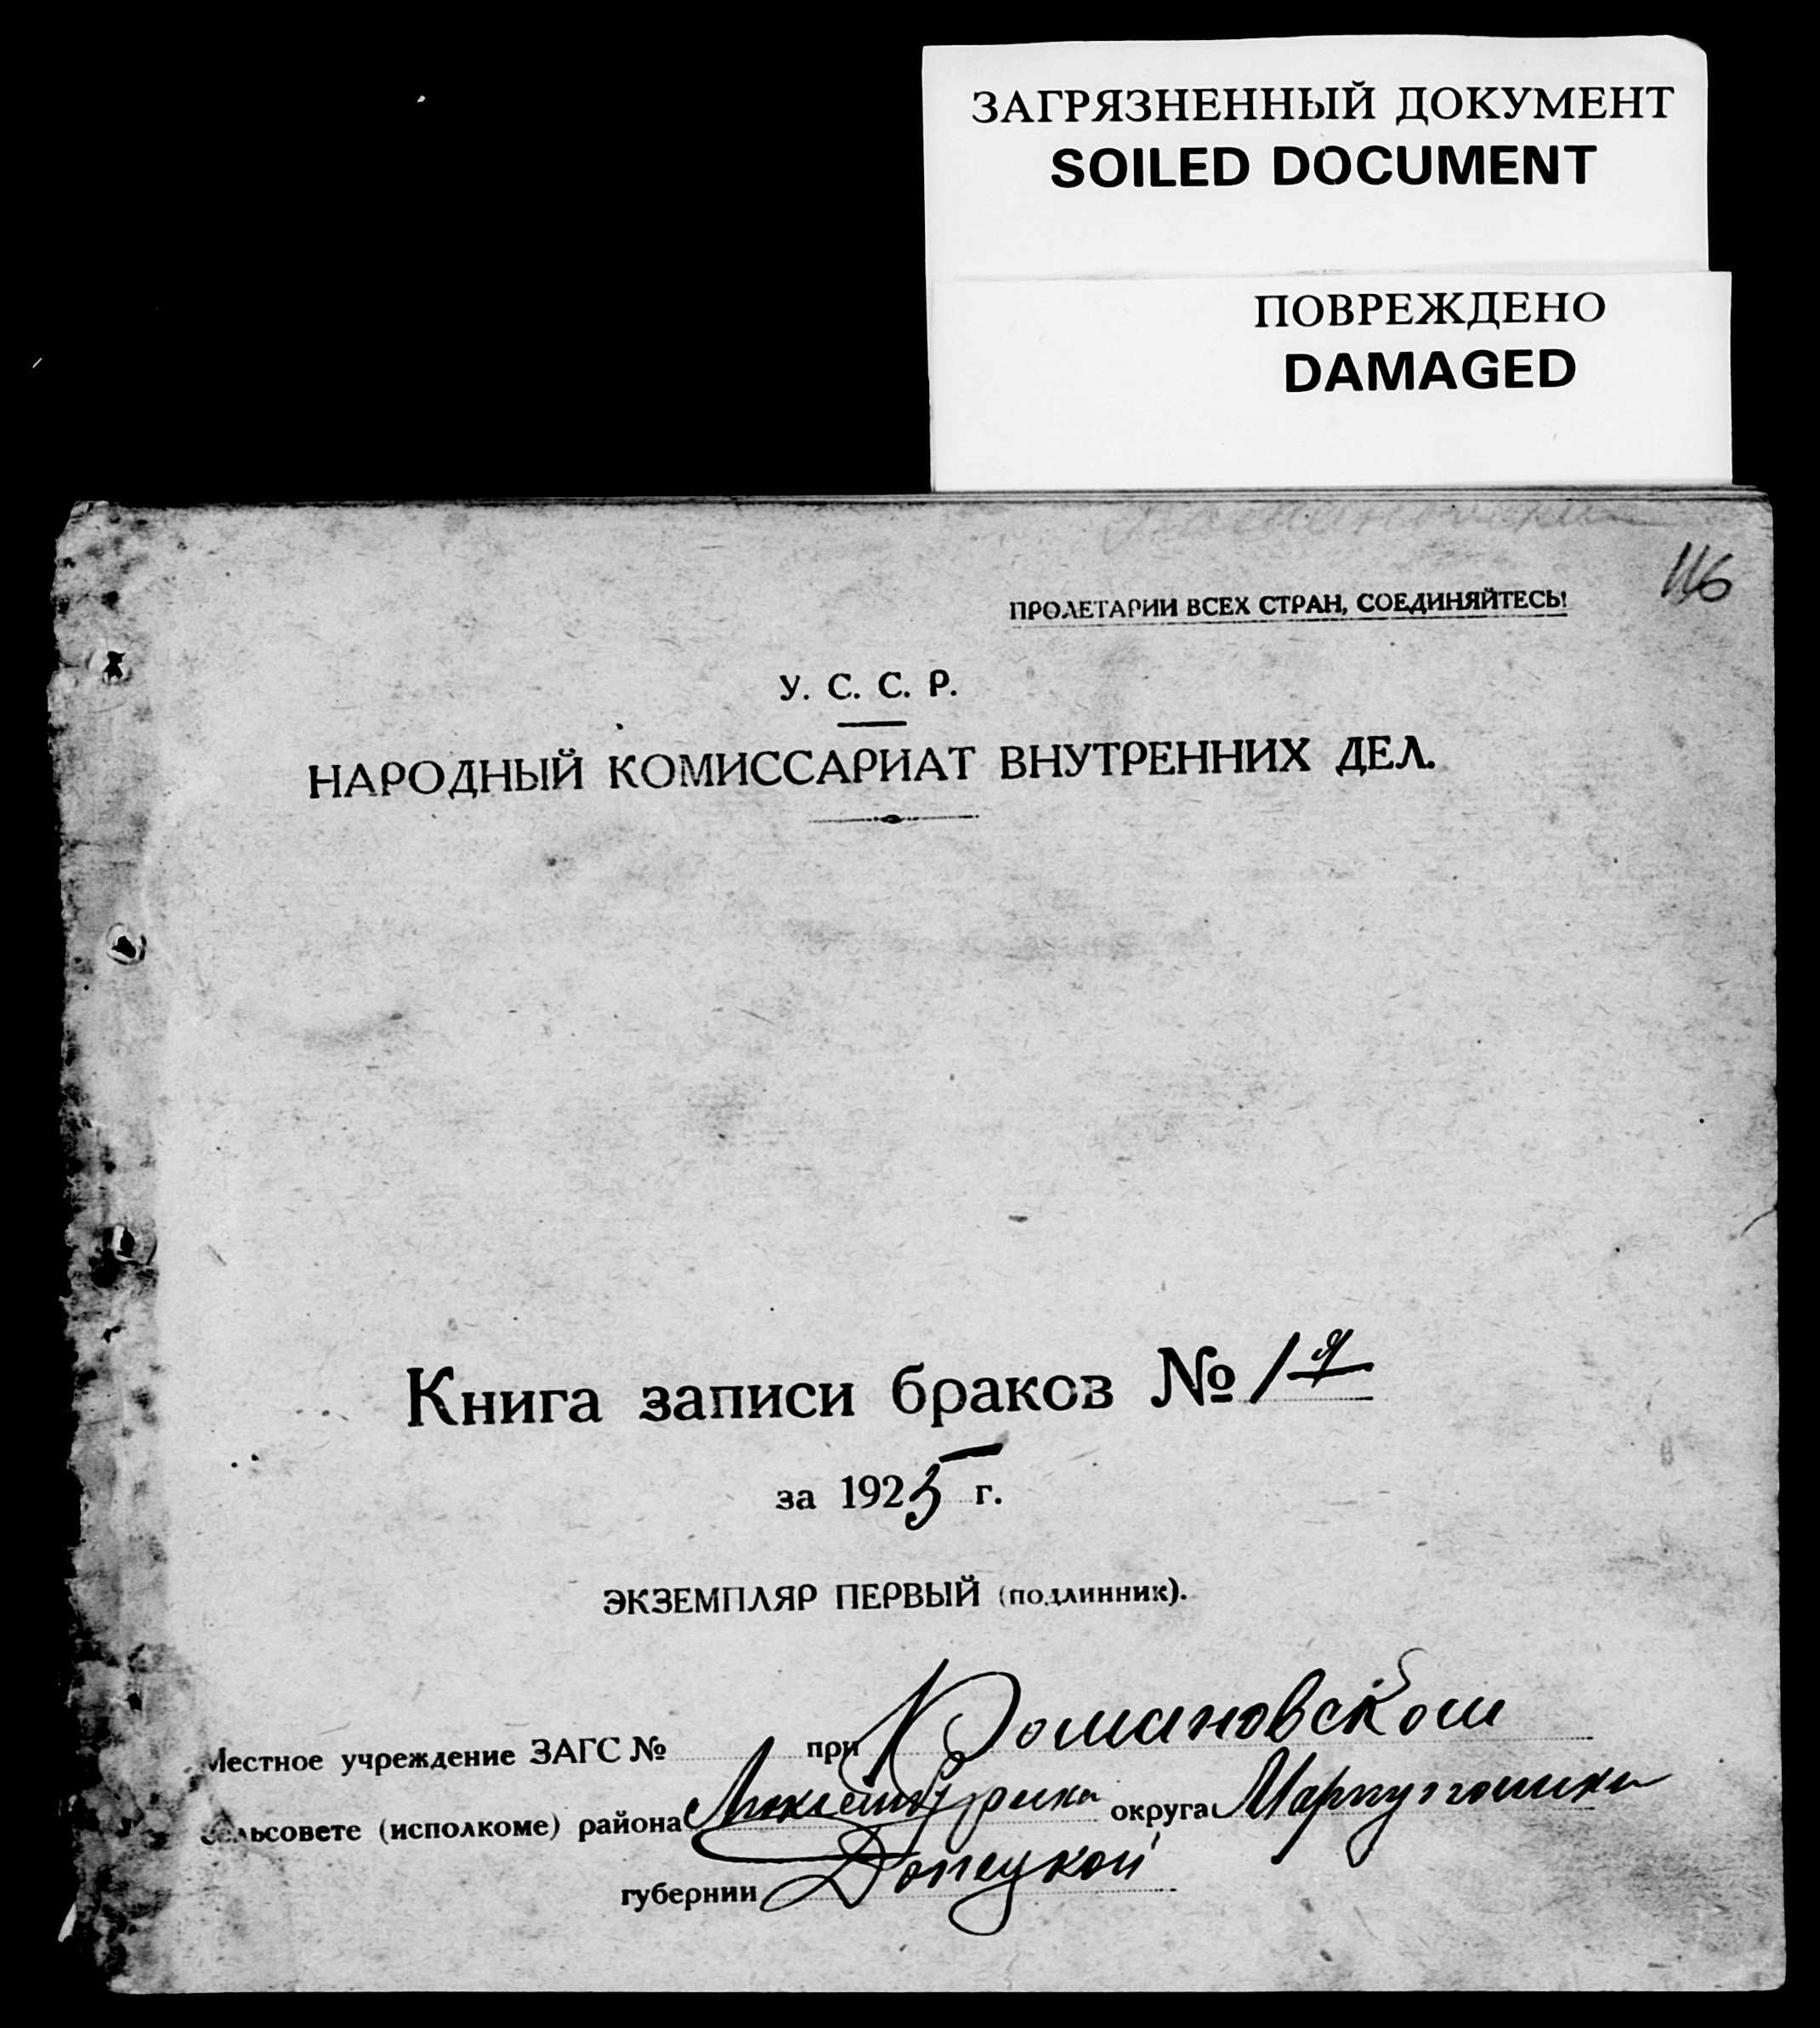 ЗАГРЯЗНЕННЫЙ ДОКУМЕНТ
SOILED DOCUMENT
ПОВРЕЖДЕНО
DAMAGED
116
ПРОЛЕТАРИИ ВСЕХ СТРАН, СОЕДИНЯЙТЕСЬ!
У. С. С. Р.
НАРОДНЫЙ КОМИССАРИАТ ВНУТРЕННИХ ДЕЛ.
Книга записи браков № 1я
за 1925 г.
ЭКЗЕМПЛЯР ПЕРВЫЙ (подлинник).
Местное учреждение ЗАГС № при Романовском
сельсовете (исполкоме) района округа
губернии Донецкой